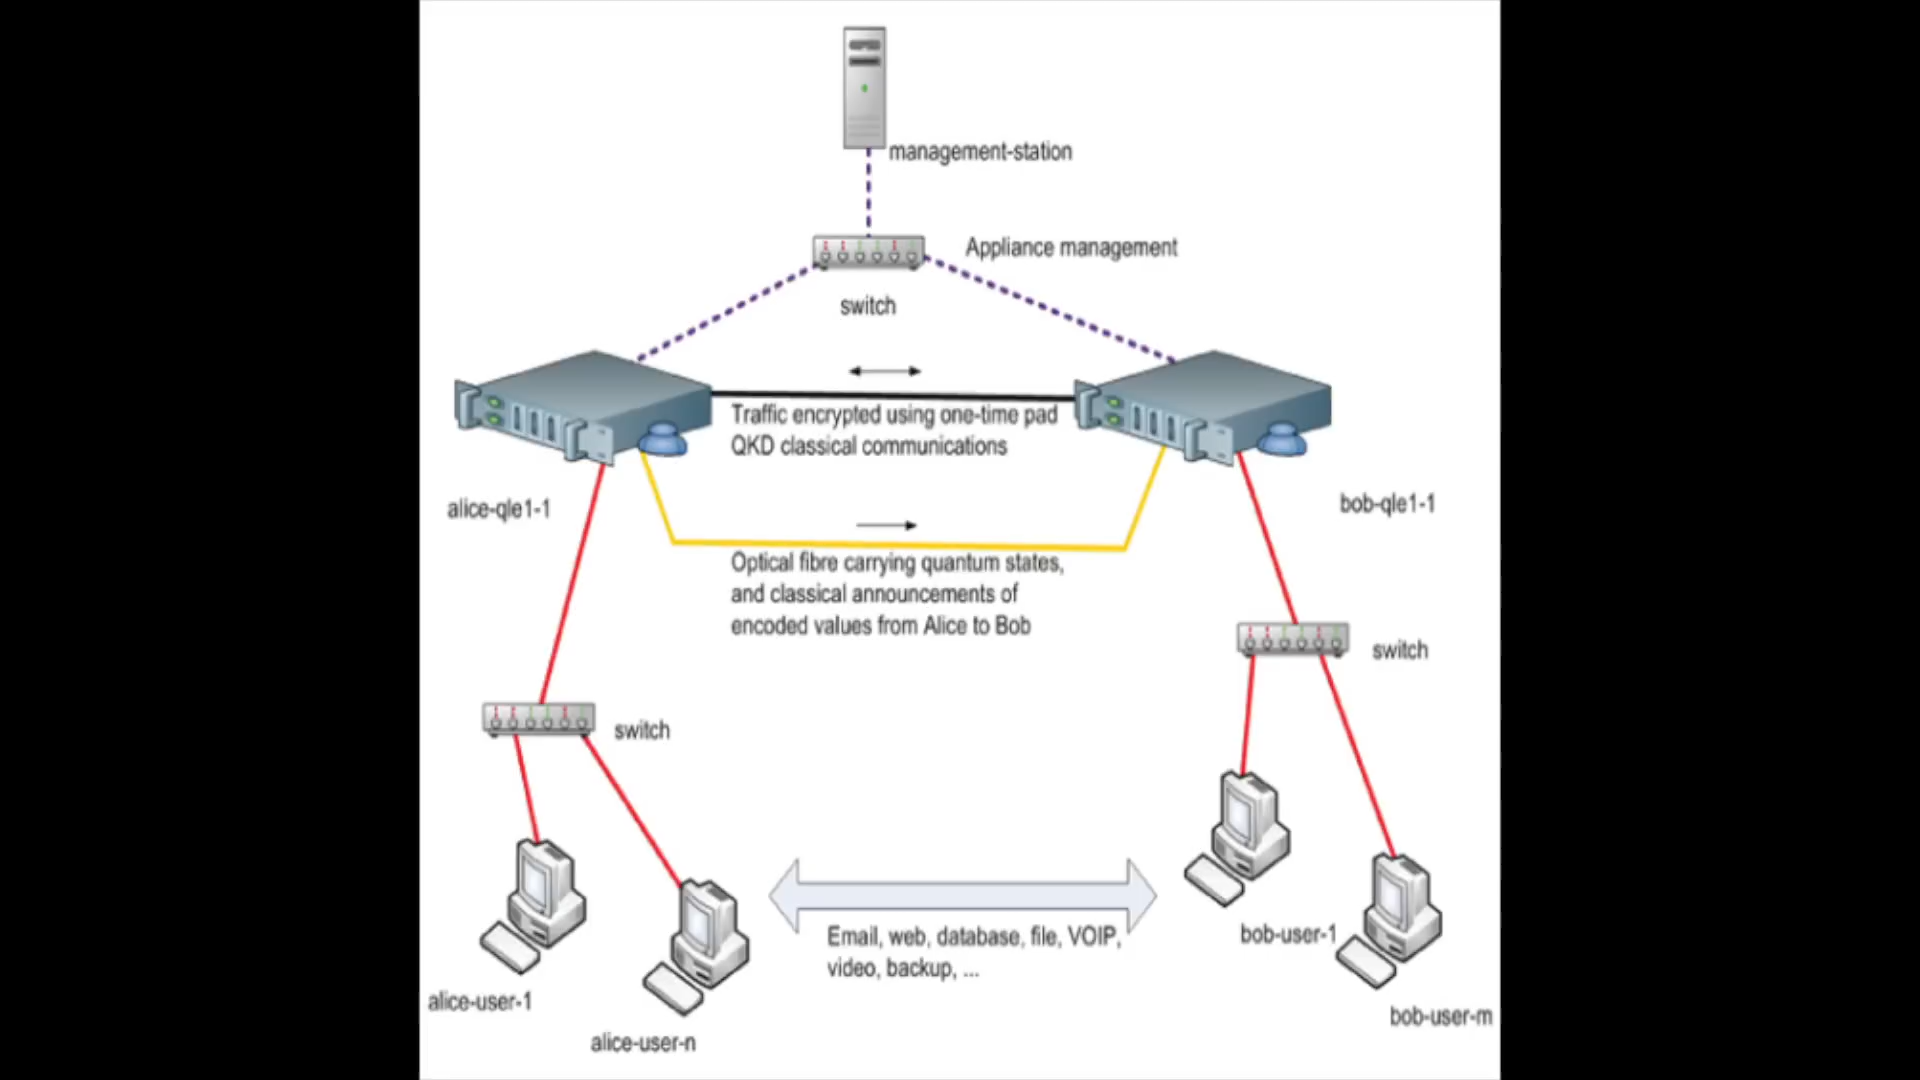 management-station
Appliance management
switch
Traffic encrypted using one-time pad
QKD classical communications
alice-qle1-1
bob-qle1-1
Optical fibre carrying quantum states,
and classical announcements of
encoded values from Alice to Bob
switch
switch
Email, web, database, file, VOIP,
video, backup, ...
bob-user-1
alice-user-1
bob-user-m
alice-user-n